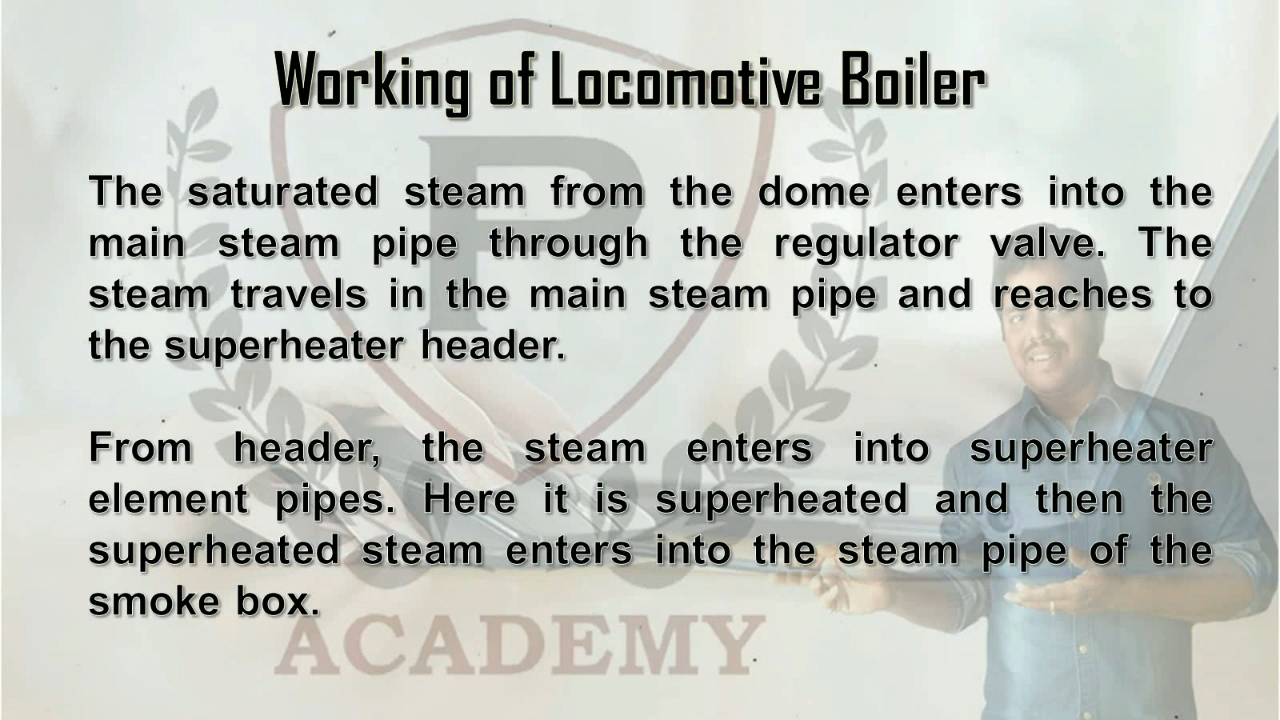 Working of Locomotive Boiler
The saturated steam from the dome enters into the
main steam pipe through the regulator valve. The
steam travels in the main steam pipe and reaches to
the superheater header.
From header, the steam enters into superheater
element pipes. Here it is superheated and then the
superheated steam enters into the steam pipe of the
smoke box.
P
ACADEMY